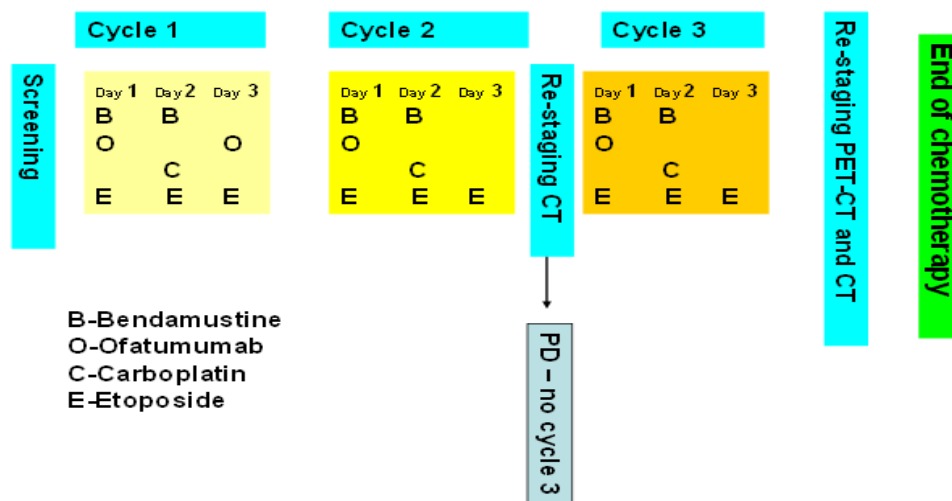 Cycle 1
Cycle 2
Cycle 3
Screening
Day 1 Day 2 Day 3
B B
O O
C
E E E
Day 1 Day 2 Day 3
B B
O
C
E E E
Re-staging CT
Day 1 Day 2 Day 3
B B
O
C
E E E
Re-staging PET-CT and CT
End of chemotherapy
PD – no cycle 3
B-Bendamustine
O-Ofatumumab
C-Carboplatin
E-Etoposide